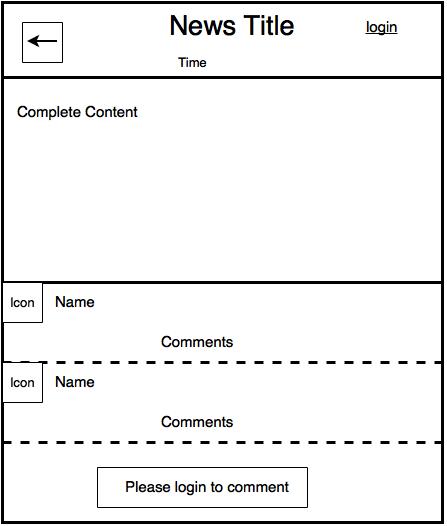 News Title
login
Time
Complete Content
Icon
Name
Comments
Icon
Name
Comments
Please login to comment